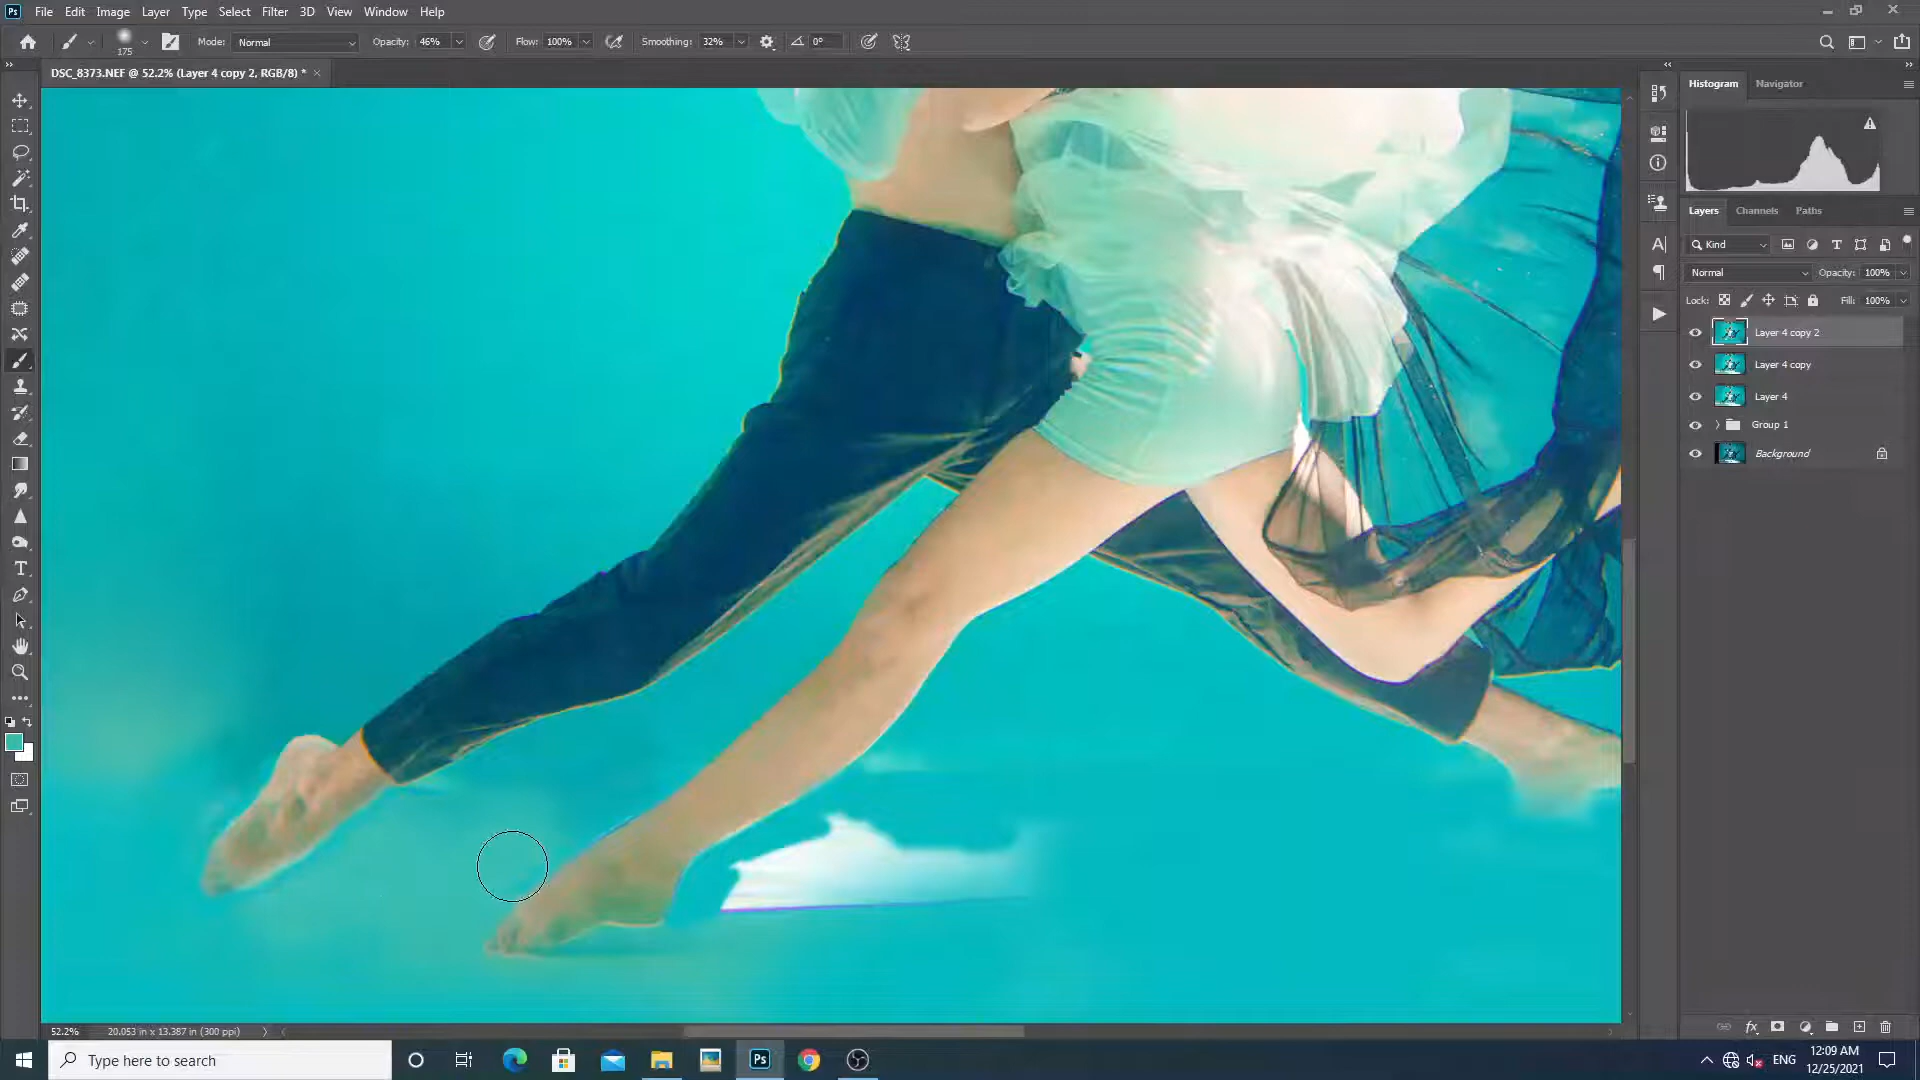 Ps File Edit Image Layer Type Select Filter 3D View Window Help
175 Mode: Normal Opacity: 46% Flow: 100% Smoothing: 32% 0°
DSC_8373.NEF @ 52.2% (Layer 4 copy 2, RGB/8) * ×
Histogram Navigator
Layers Channels Paths
Kind
Normal Opacity: 100%
Lock: Fill: 100%
Layer 4 copy 2
Layer 4 copy
Layer 4
Group 1
Background
52.2% 20.053 in x 13.387 in (300 ppi)
Type here to search
Ps
ENG
12:09 AM
12/25/2021